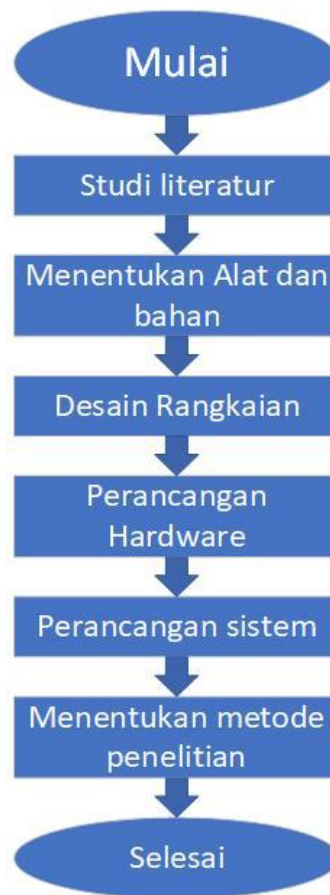 Mulai
Studi literatur
Menentukan Alat dan
bahan
Desain Rangkaian
Perancangan
Hardware
Perancangan sistem
Menentukan metode
penelitian
Selesai